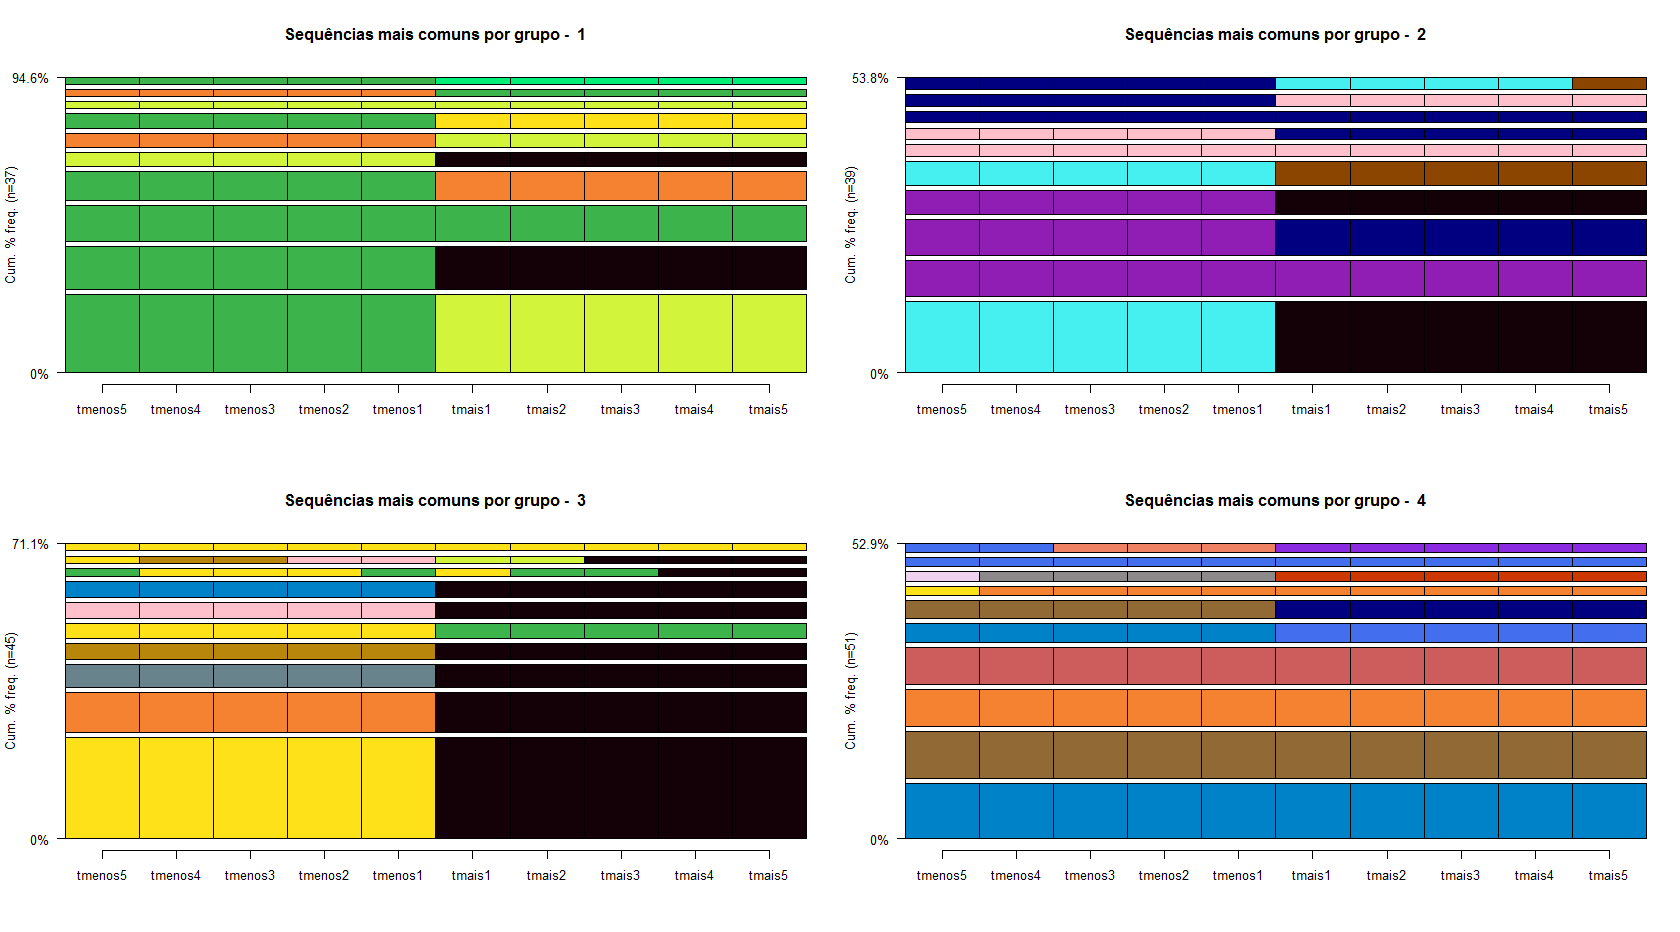 Sequências mais comuns por grupo - 1
94.6%
Cum. % freq. (n=37)
0%
tmenos5 tmenos4 tmenos3 tmenos2 tmenos1 tmais1 tmais2 tmais3 tmais4 tmais5
Sequências mais comuns por grupo - 2
53.8%
Cum. % freq. (n=39)
0%
tmenos5 tmenos4 tmenos3 tmenos2 tmenos1 tmais1 tmais2 tmais3 tmais4 tmais5
Sequências mais comuns por grupo - 3
71.1%
Cum. % freq. (n=45)
0%
tmenos5 tmenos4 tmenos3 tmenos2 tmenos1 tmais1 tmais2 tmais3 tmais4 tmais5
Sequências mais comuns por grupo - 4
52.9%
Cum. % freq. (n=51)
0%
tmenos5 tmenos4 tmenos3 tmenos2 tmenos1 tmais1 tmais2 tmais3 tmais4 tmais5